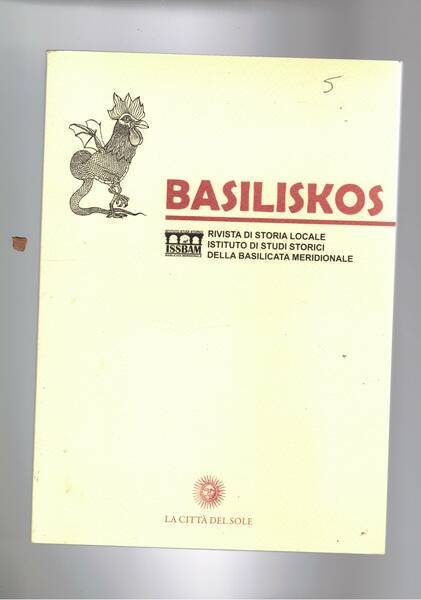 5
BASILISKOS
ISSBAM
RIVISTA DI STORIA LOCALE
ISTITUTO DI STUDI STORICI
DELLA BASILICATA MERIDIONALE
LA CITTÀ DEL SOLE